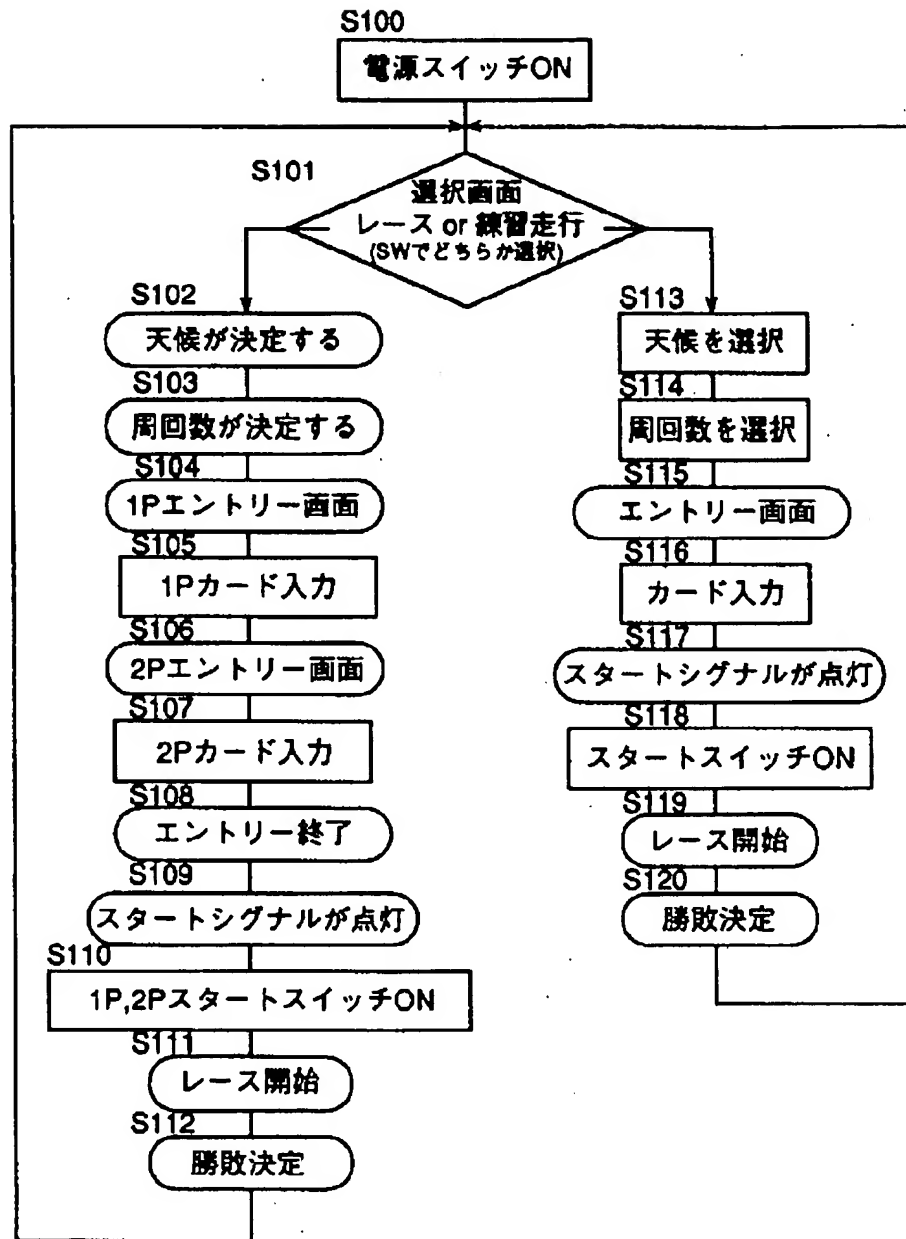 S100
電源スイッチON
S101
選択画面
レース or 練習走行
(SWでどちらか選択)
S102
天候が決定する
S103
周回数が決定する
S104
1Pエントリー画面
S105
1Pカード入力
S106
2Pエントリー画面
S107
2Pカード入力
S108
エントリー終了
S109
スタートシグナルが点灯
S110
1P,2PスタートスイッチON
S111
レース開始
S112
勝敗決定
S113
天候を選択
S114
周回数を選択
S115
エントリー画面
S116
カード入力
S117
スタートシグナルが点灯
S118
スタートスイッチON
S119
レース開始
S120
勝敗決定